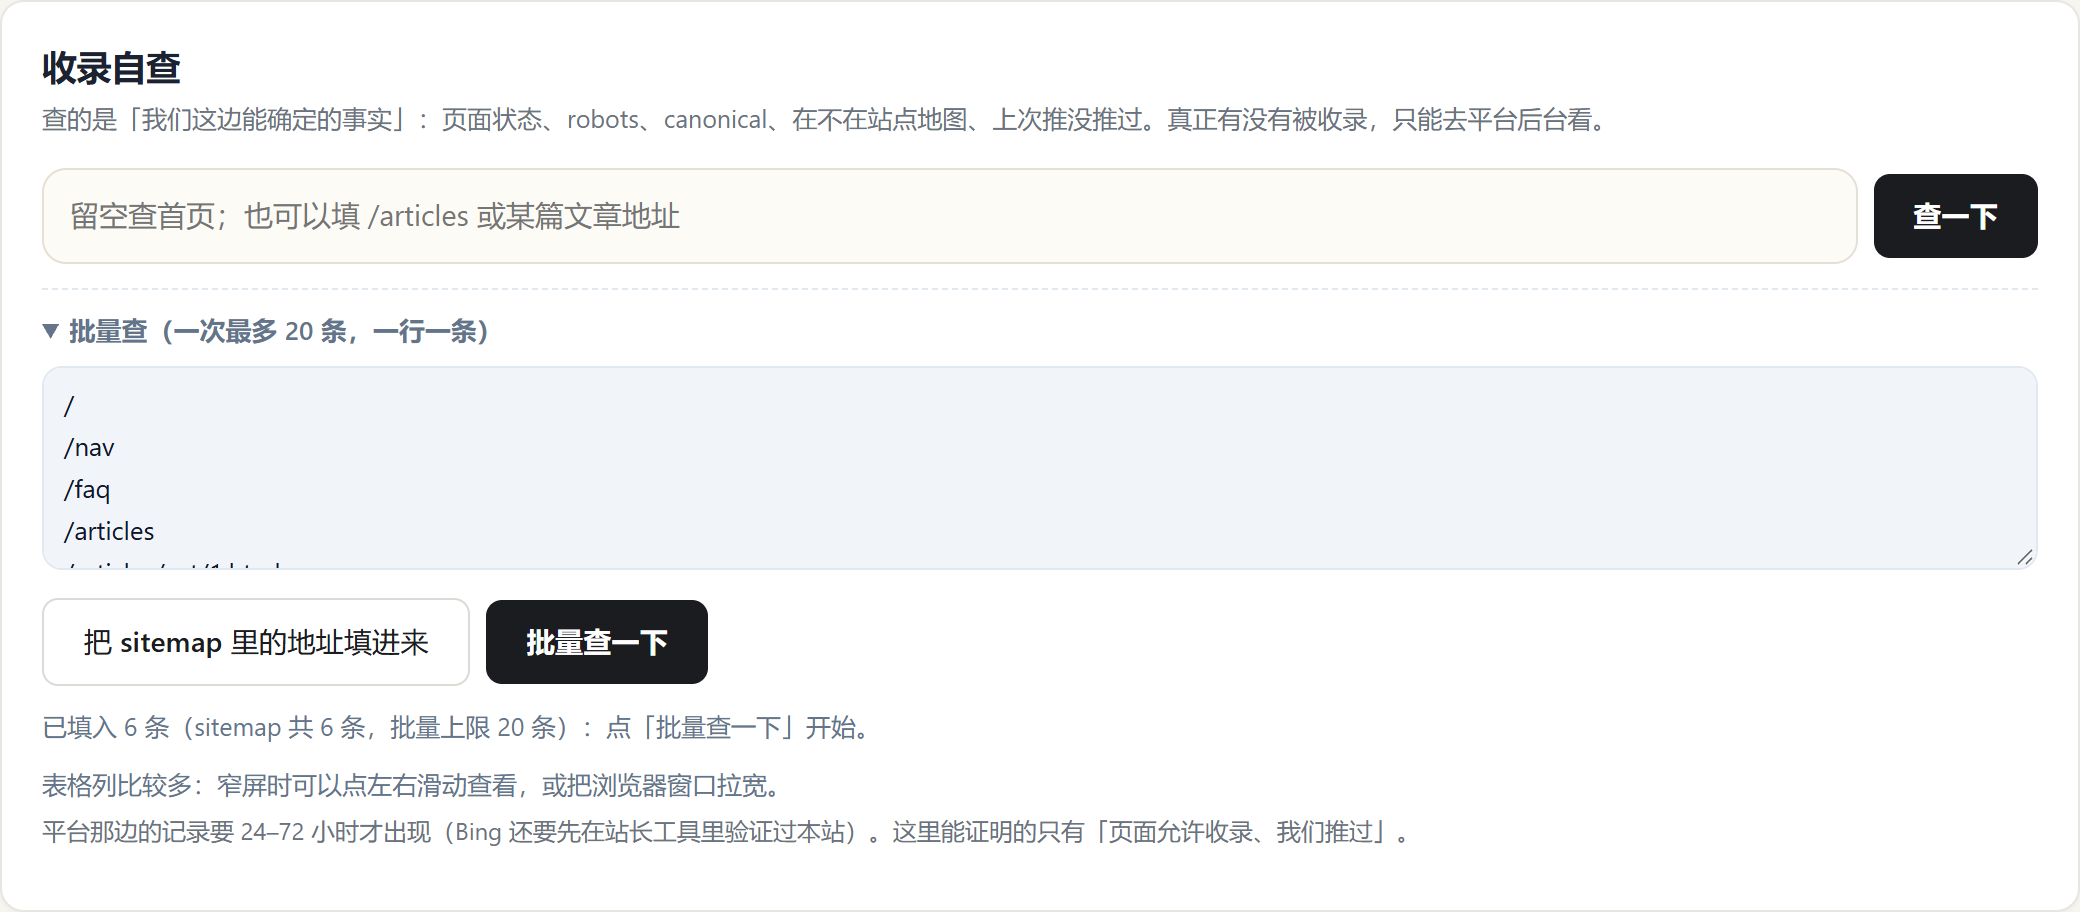 收录自查
查的是「我们这边能确定的事实」：页面状态、robots、canonical、在不在站点地图、上次推没推过。真正有没有被收录，只能去平台后台看。
留空查首页；也可以填 /articles 或某篇文章地址
查一下
▼ 批量查（一次最多 20 条，一行一条）
/
/nav
/faq
/articles
把 sitemap 里的地址填进来
批量查一下
已填入 6 条（sitemap 共 6 条，批量上限 20 条）：点「批量查一下」开始。
表格列比较多：窄屏时可以点左右滑动查看，或把浏览器窗口拉宽。
平台那边的记录要 24–72 小时才出现（Bing 还要先在站长工具里验证过本站）。这里能证明的只有「页面允许收录、我们推过」。